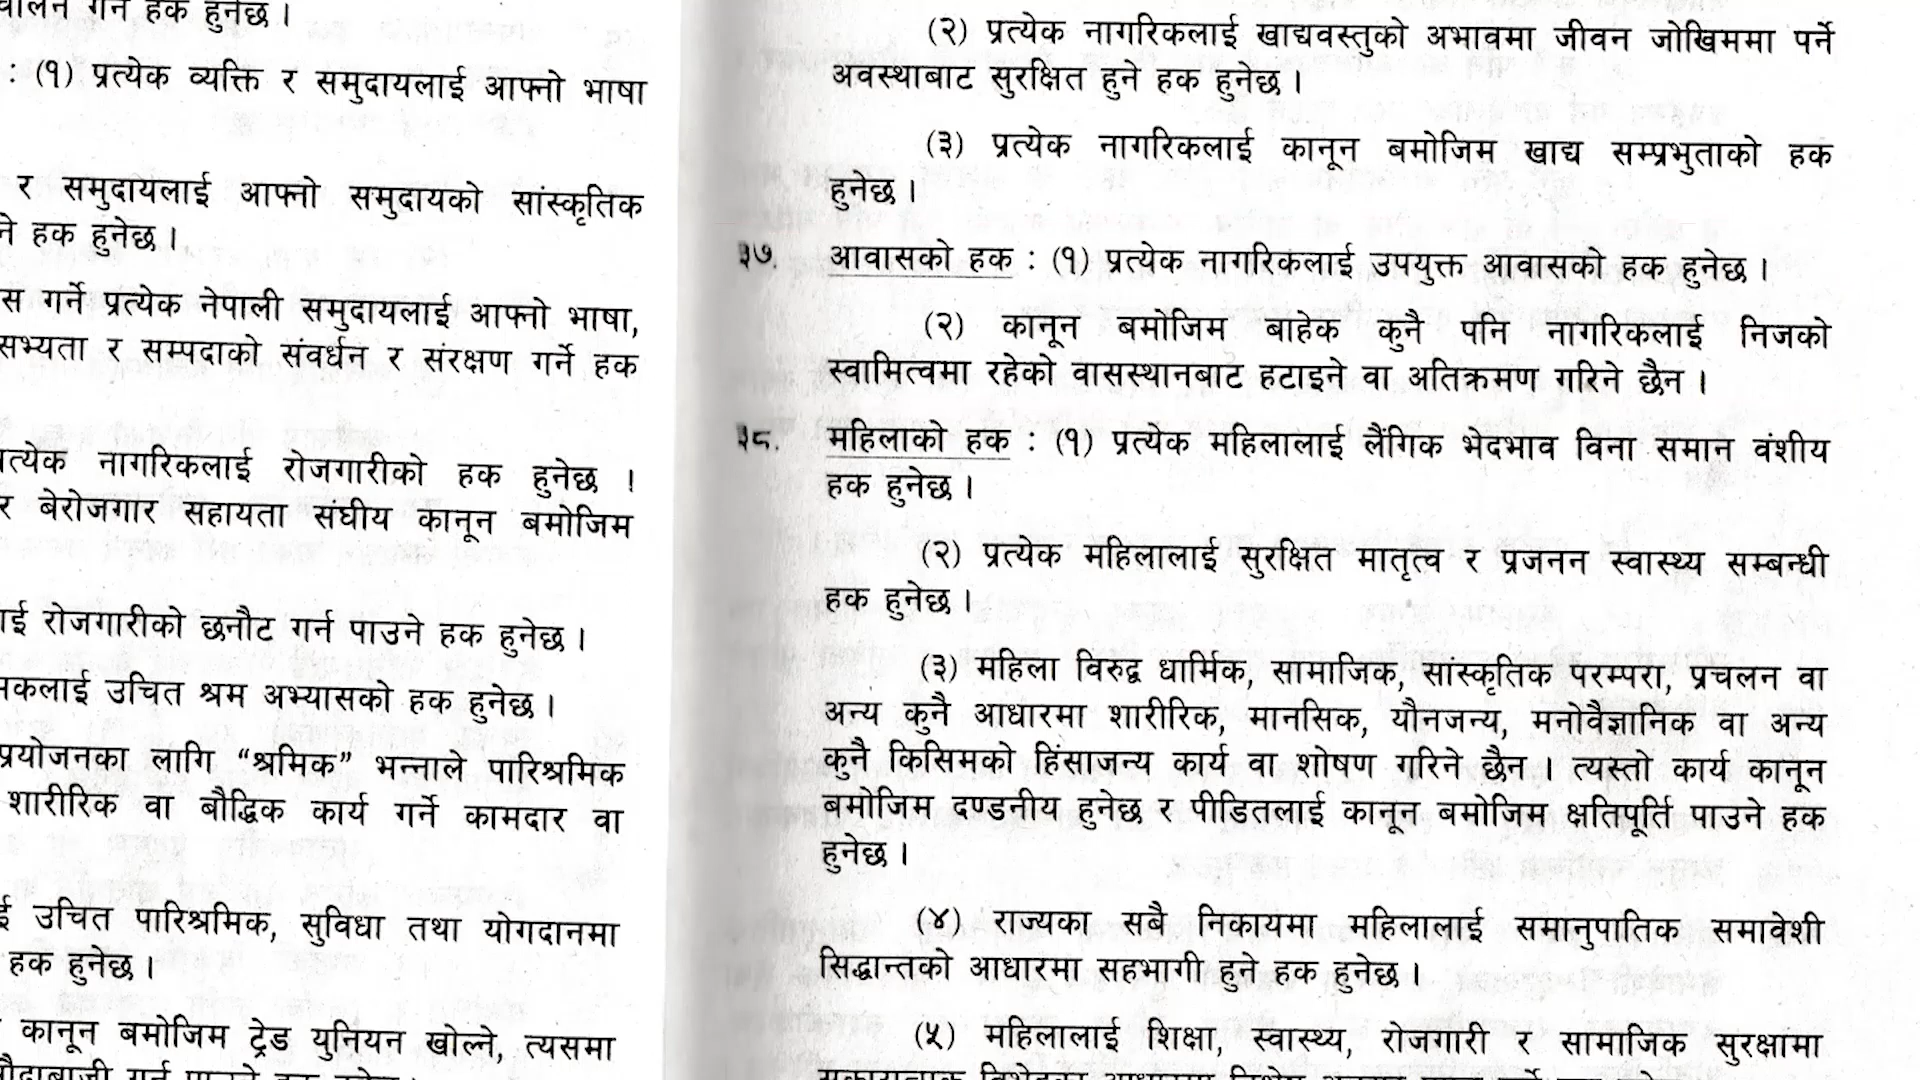 गर्ने हक हुनेछ ।
: (१) प्रत्येक व्यक्ति र समुदायलाई आफ्नो भाषा
र समुदायलाई आफ्नो समुदायको सांस्कृतिक
हक हुनेछ ।
गर्ने प्रत्येक नेपाली समुदायलाई आफ्नो भाषा,
सभ्यता र सम्पदाको संवर्धन र संरक्षण गर्ने हक
नागरिकलाई रोजगारीको हक हुनेछ ।
र बेरोजगार सहायता संघीय कानून बमोजिम
रोजगारीको छनौट गर्न पाउने हक हुनेछ ।
उचित श्रम अभ्यासको हक हुनेछ ।
प्रयोजनका लागि “श्रमिक” भन्नाले पारिश्रमिक
शारीरिक वा बौद्धिक कार्य गर्ने कामदार वा
उचित पारिश्रमिक, सुविधा तथा योगदानमा
हक हुनेछ ।
कानून बमोजिम ट्रेड युनियन खोल्ने, त्यसमा
(२) प्रत्येक नागरिकलाई खाद्यवस्तुको अभावमा जीवन जोखिममा पर्ने
अवस्थाबाट सुरक्षित हुने हक हुनेछ ।
(३) प्रत्येक नागरिकलाई कानून बमोजिम खाद्य सम्प्रभुताको हक
हुनेछ ।
३७. आवासको हक : (१) प्रत्येक नागरिकलाई उपयुक्त आवासको हक हुनेछ ।
(२) कानून बमोजिम बाहेक कुनै पनि नागरिकलाई निजको
स्वामित्वमा रहेको वासस्थानबाट हटाइने वा अतिक्रमण गरिने छैन ।
३८. महिलाको हक : (१) प्रत्येक महिलालाई लैंगिक भेदभाव विना समान वंशीय
हक हुनेछ ।
(२) प्रत्येक महिलालाई सुरक्षित मातृत्व र प्रजनन स्वास्थ्य सम्बन्धी
हक हुनेछ ।
(३) महिला विरुद्ध धार्मिक, सामाजिक, सांस्कृतिक परम्परा, प्रचलन वा
अन्य कुनै आधारमा शारीरिक, मानसिक, यौनजन्य, मनोवैज्ञानिक वा अन्य
कुनै किसिमको हिंसाजन्य कार्य वा शोषण गरिने छैन । त्यस्तो कार्य कानून
बमोजिम दण्डनीय हुनेछ र पीडितलाई कानून बमोजिम क्षतिपूर्ति पाउने हक
हुनेछ ।
(४) राज्यका सबै निकायमा महिलालाई समानुपातिक समावेशी
सिद्धान्तको आधारमा सहभागी हुने हक हुनेछ ।
(५) महिलालाई शिक्षा, स्वास्थ्य, रोजगारी र सामाजिक सुरक्षामा